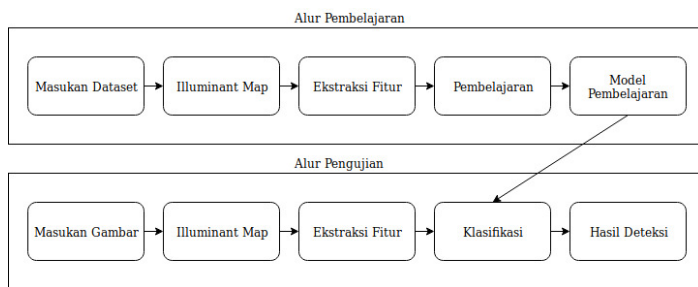 Alur Pembelajaran
Masukan Dataset
Illuminant Map
Ekstraksi Fitur
Pembelajaran
Model
Pembelajaran
Alur Pengujian
Masukan Gambar
Illuminant Map
Ekstraksi Fitur
Klasifikasi
Hasil Deteksi